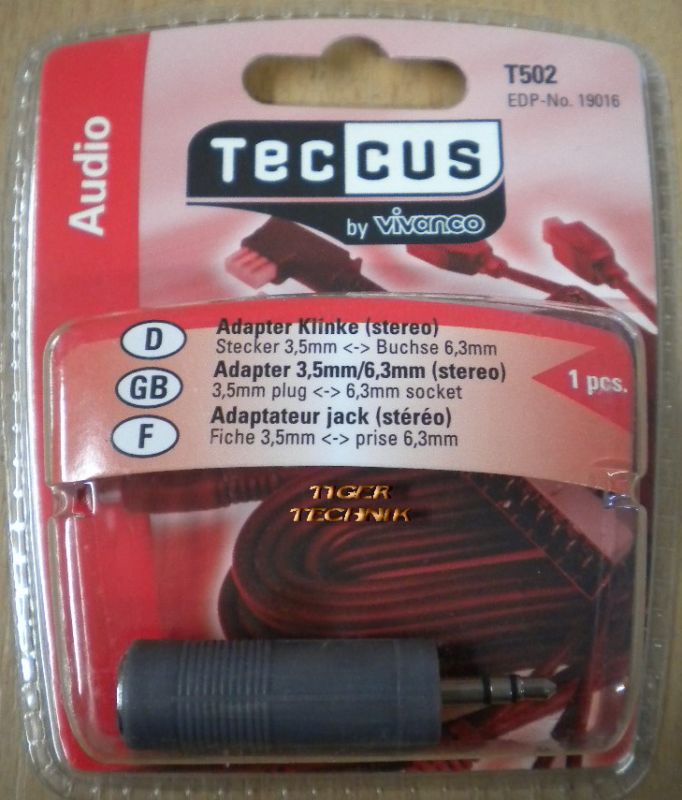 Audio
T502
EDP-No. 19016
Teccus
by vivanco
D
Adapter Klinke (stereo)
Stecker 3,5mm <-> Buchse 6,3mm
GB
Adapter 3,5mm/6,3mm (stereo)
3,5mm plug <-> 6,3mm socket
1 pcs.
F
Adaptateur jack (stéréo)
Fiche 3,5mm <-> prise 6,3mm
TIGER
TECHNIK